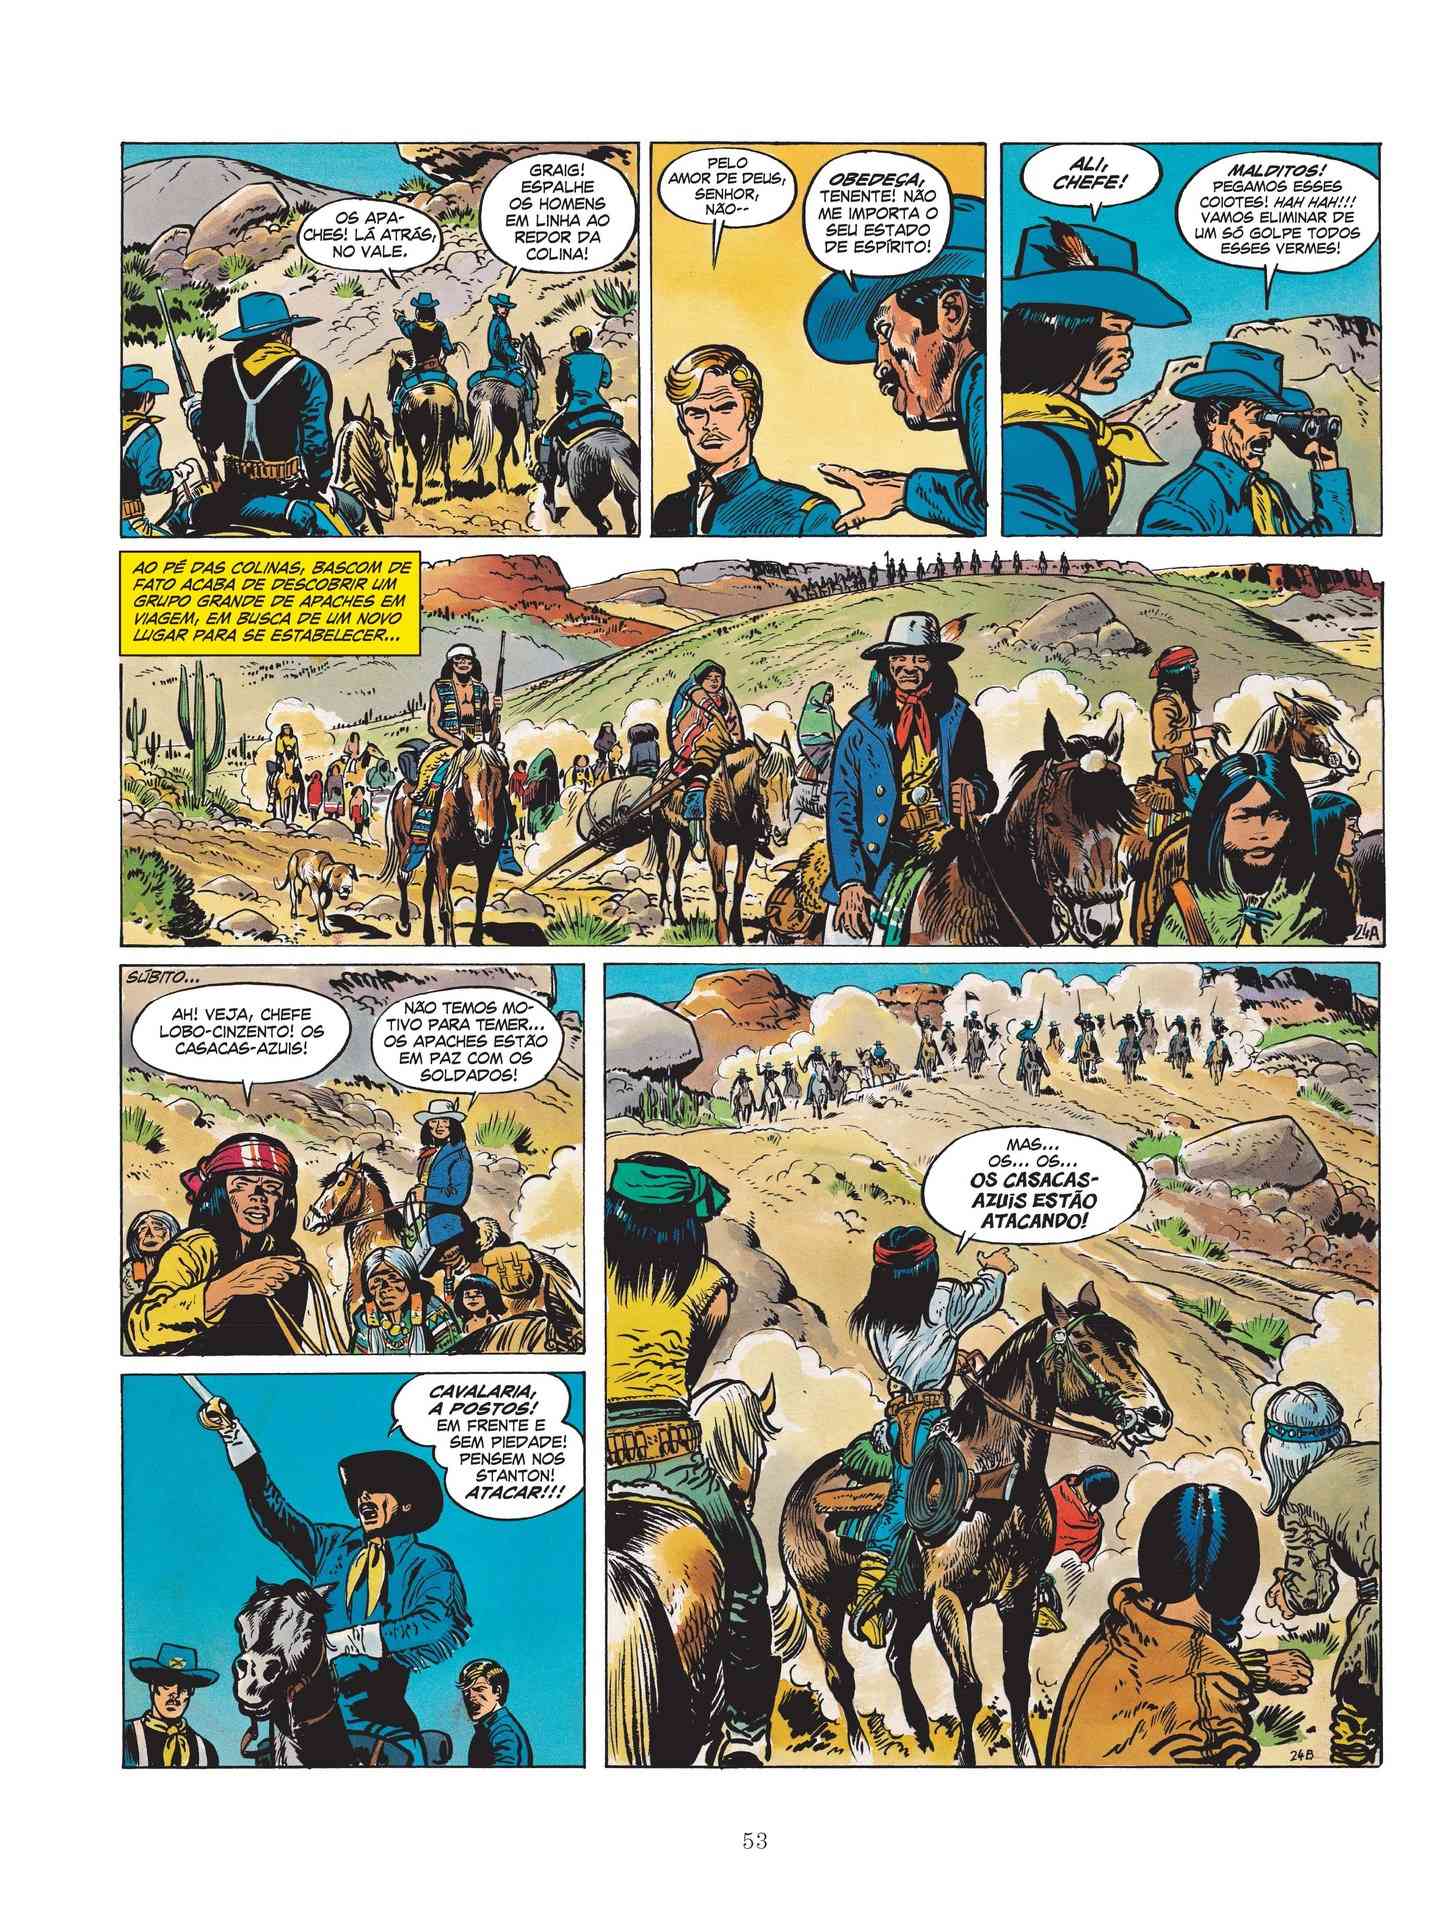 OS APA-
CHES! LÁ ATRÁS,
NO VALE.
GRAIG!
ESPALHE
OS HOMENS
EM LINHA AO
REDOR DA
COLINA!
PELO
AMOR DE DEUS,
SENHOR,
NÃO--
OBEDEÇA,
TENENTE! NÃO
ME IMPORTA O
SEU ESTADO
DE ESPÍRITO!
ALI,
CHEFE!
MALDITOS!
PEGAMOS ESSES
COIOTES! HAH HAH!!!
VAMOS ELIMINAR DE
UM SÓ GOLPE TODOS
ESSES VERMES!
AO PÉ DAS COLINAS, BASCOM DE
FATO ACABA DE DESCOBRIR UM
GRUPO GRANDE DE APACHES EM
VIAGEM, EM BUSCA DE UM NOVO
LUGAR PARA SE ESTABELECER...
24A
SÚBITO...
AH! VEJA, CHEFE
LOBO-CINZENTO! OS
CASACAS-AZUIS!
NÃO TEMOS MO-
TIVO PARA TEMER...
OS APACHES ESTÃO
EM PAZ COM OS
SOLDADOS!
CAVALARIA,
A POSTOS!
EM FRENTE E
SEM PIEDADE!
PENSEM NOS
STANTON!
ATACAR!!!
MAS...
OS... OS...
OS CASACAS-
AZUIS ESTÃO
ATACANDO!
24B
53